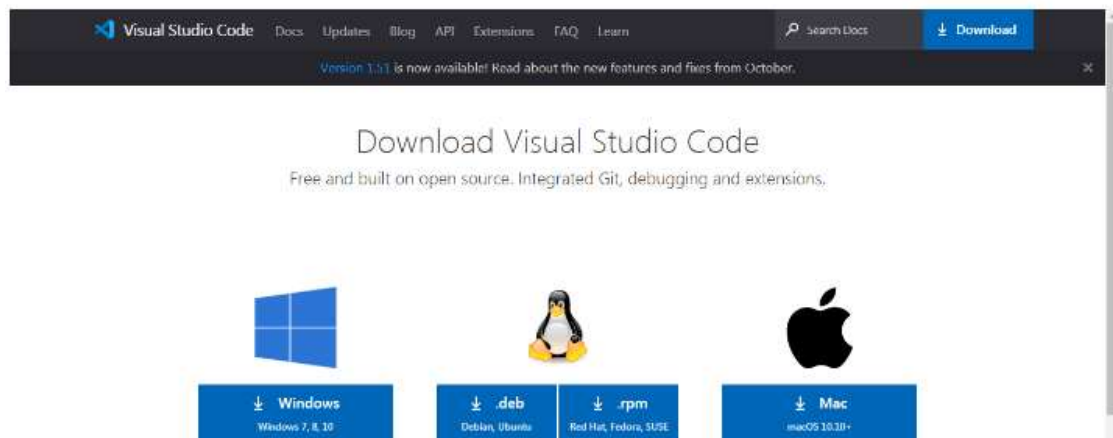 Visual Studio Code Docs Updates Blog API Extensions FAQ Learn Search Docs Download
Version 1.51 is now available! Read about the new features and fixes from October.
Download Visual Studio Code
Free and built on open source. Integrated Git, debugging and extensions.
Windows
Windows 7, 8, 10
.deb
Debian, Ubuntu
.rpm
Red Hat, Fedora, SUSE
Mac
macOS 10.10+